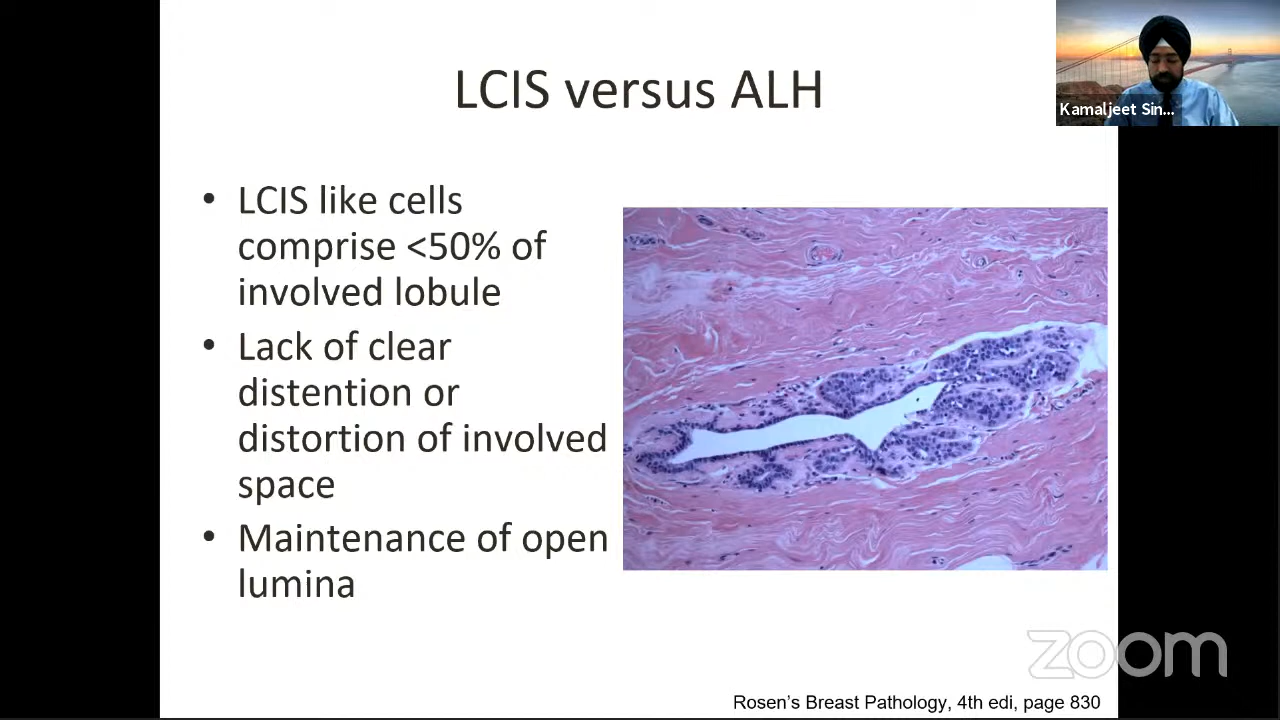 LCIS versus ALH
Kamaljeet Sin...
• LCIS like cells
comprise <50% of
involved lobule
• Lack of clear
distention or
distortion of involved
space
• Maintenance of open
lumina
zoom
Rosen's Breast Pathology, 4th edi, page 830